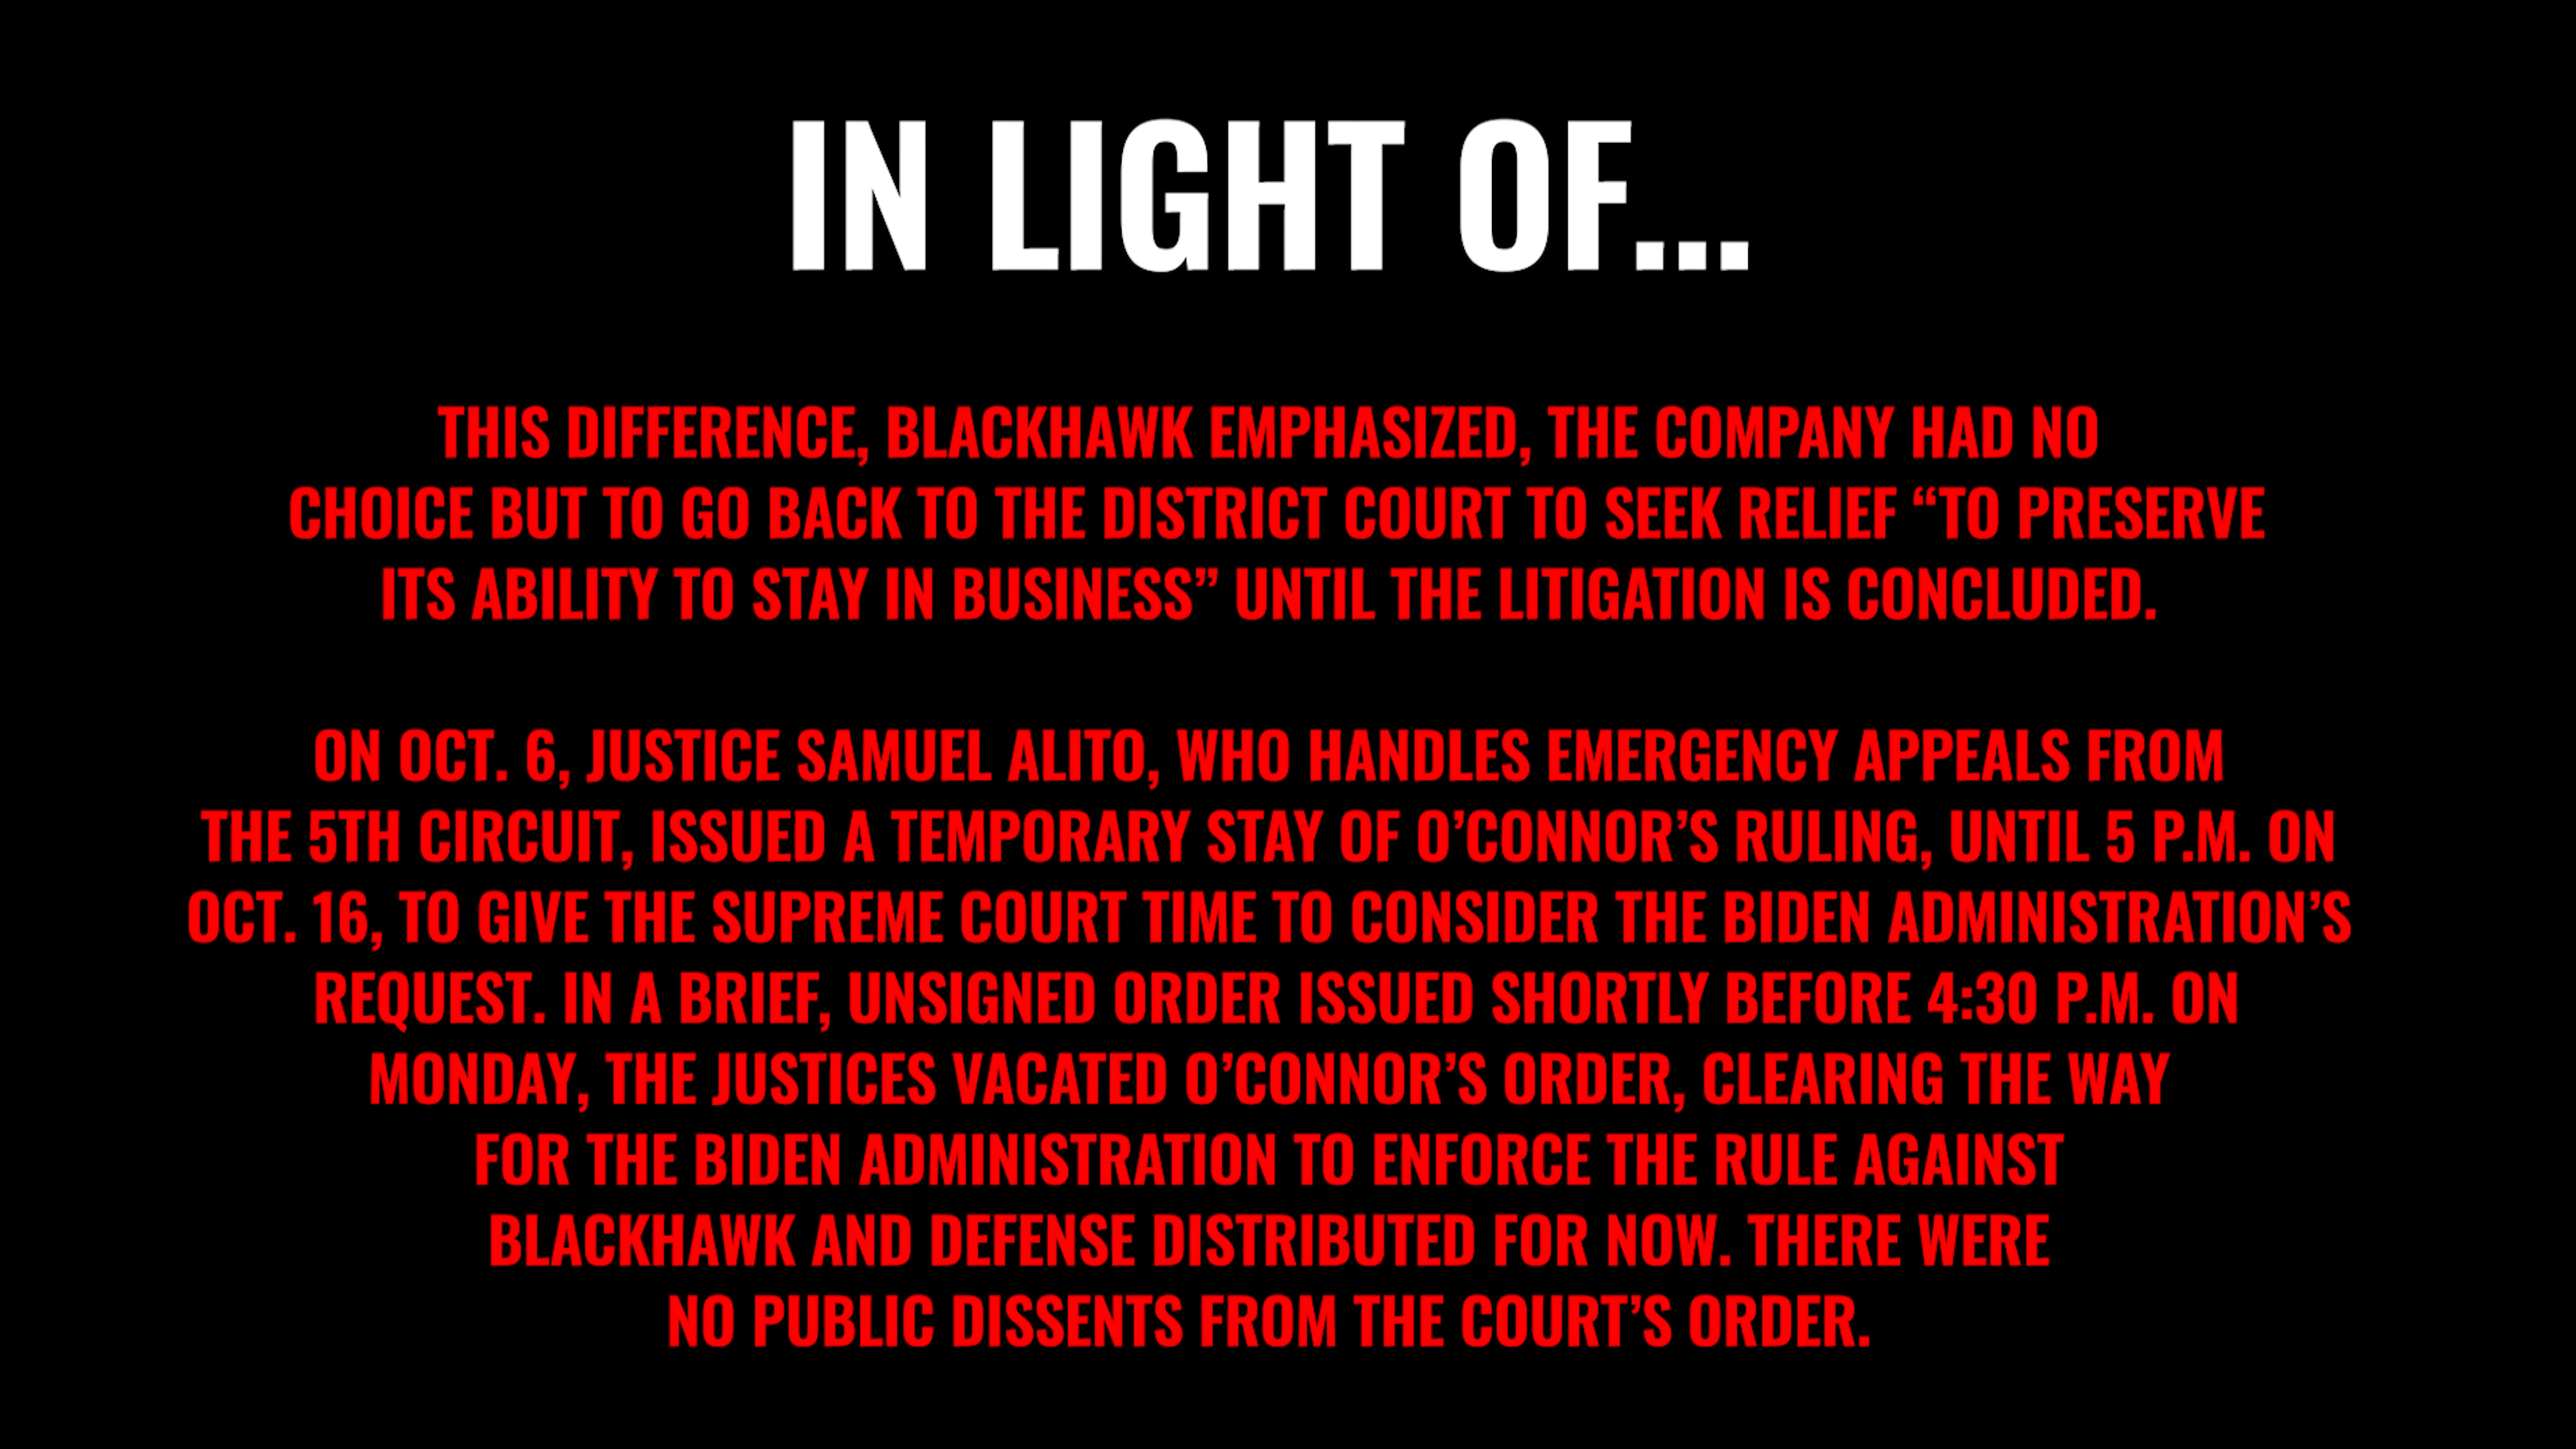 IN LIGHT OF...
THIS DIFFERENCE, BLACKHAWK EMPHASIZED, THE COMPANY HAD NO
CHOICE BUT TO GO BACK TO THE DISTRICT COURT TO SEEK RELIEF “TO PRESERVE
ITS ABILITY TO STAY IN BUSINESS” UNTIL THE LITIGATION IS CONCLUDED.
ON OCT. 6, JUSTICE SAMUEL ALITO, WHO HANDLES EMERGENCY APPEALS FROM
THE 5TH CIRCUIT, ISSUED A TEMPORARY STAY OF O’CONNOR’S RULING, UNTIL 5 P.M. ON
OCT. 16, TO GIVE THE SUPREME COURT TIME TO CONSIDER THE BIDEN ADMINISTRATION’S
REQUEST. IN A BRIEF, UNSIGNED ORDER ISSUED SHORTLY BEFORE 4:30 P.M. ON
MONDAY, THE JUSTICES VACATED O’CONNOR’S ORDER, CLEARING THE WAY
FOR THE BIDEN ADMINISTRATION TO ENFORCE THE RULE AGAINST
BLACKHAWK AND DEFENSE DISTRIBUTED FOR NOW. THERE WERE
NO PUBLIC DISSENTS FROM THE COURT’S ORDER.